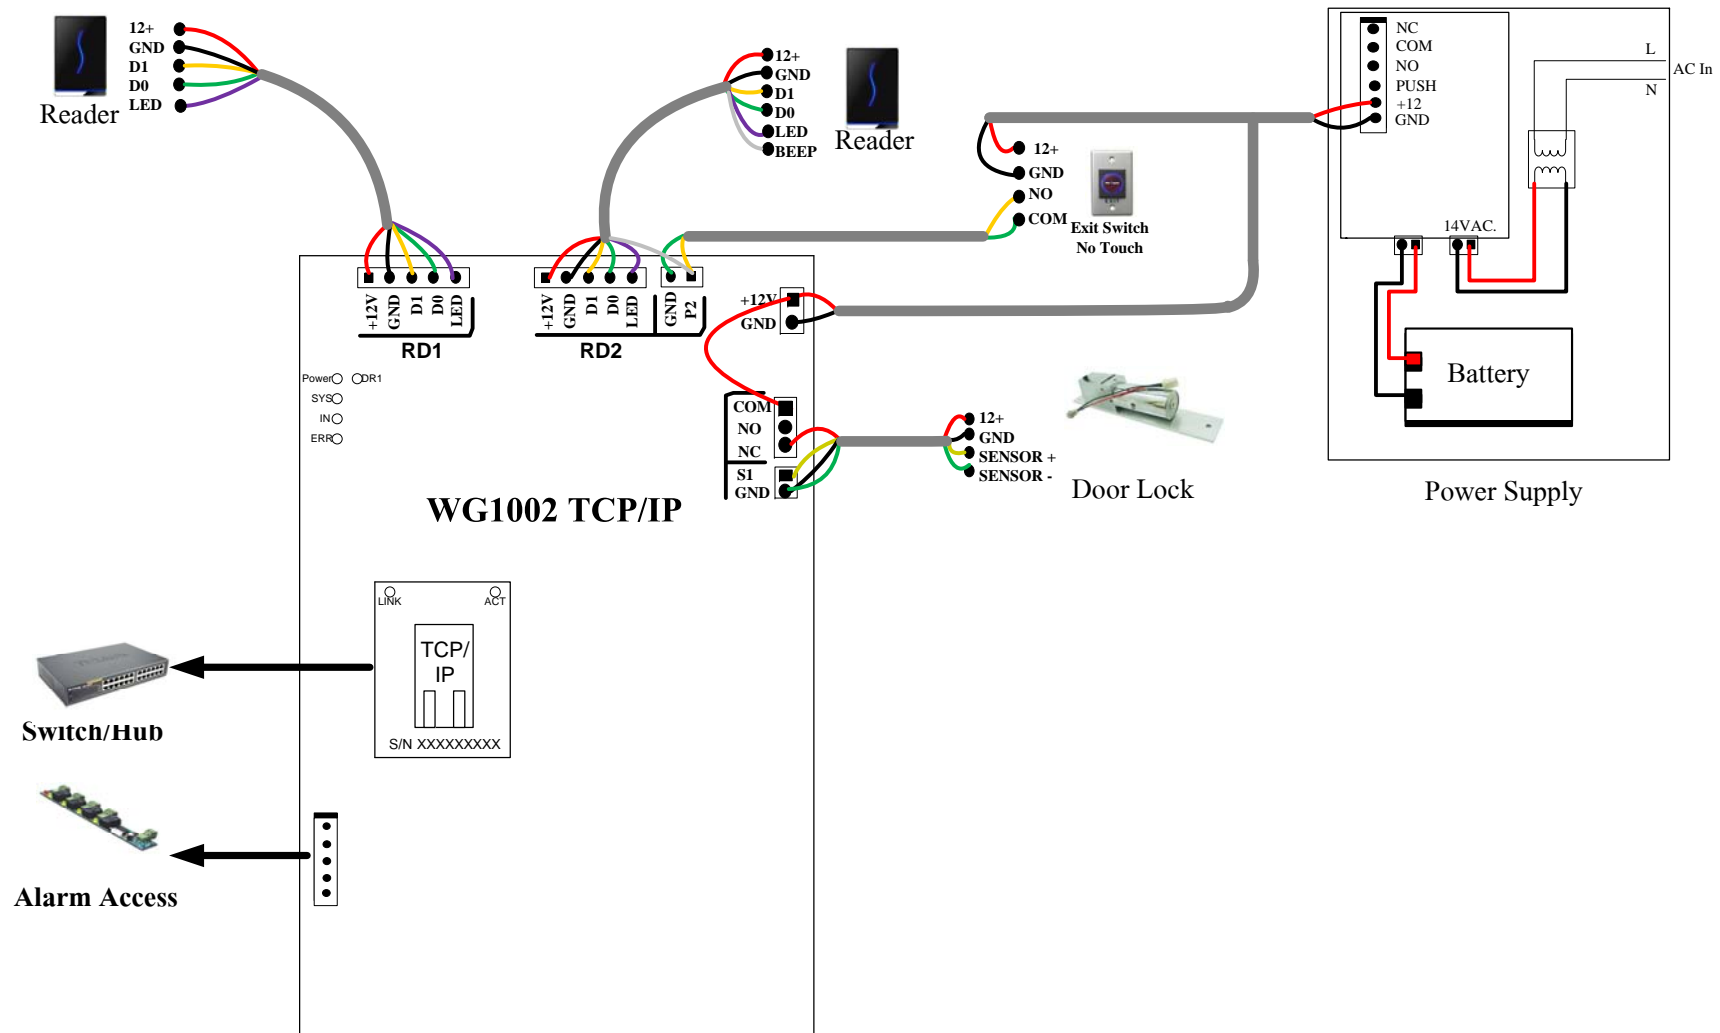 12+
GND
D1
D0
LED
Reader
12+
GND
D1
D0
LED
BEEP
Reader
12+
GND
NO
COM
EXIT
Exit Switch
No Touch
NC
COM
NO
PUSH
+12
GND
L
AC In
N
14VAC.
Battery
Power Supply
+12V
GND
D1
D0
LED
RD1
+12V
GND
D1
D0
LED
GND
P2
RD2
+12V
GND
Power
DR1
SYS
IN
ERR
COM
NO
NC
S1
GND
12+
GND
SENSOR +
SENSOR -
Door Lock
WG1002 TCP/IP
LINK
ACT
TCP/
IP
S/N XXXXXXXXX
Switch/Hub
Alarm Access